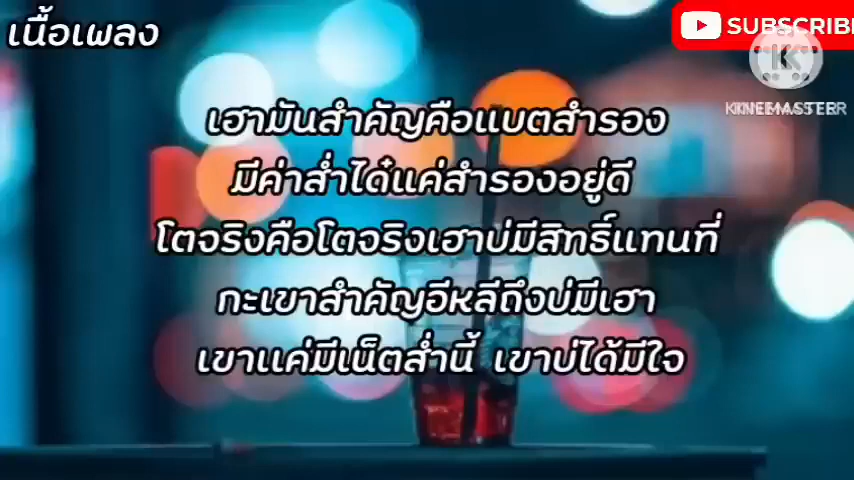 เนื้อเพลง
SUBSCRIBE
KINEMASTER
เฮามันสำคัญคือแบตสำรอง
มีค่าส่ำได๋แค่สำรองอยู่ดี
โตจริงคือโตจริงเฮาบ่มีสิทธิ์แทนที่
กะเขาสำคัญอีหลีถึงบ่มีเฮา
เขาแค่มีเน็ตส่ำนี้ เขาบ่ได้มีใจ